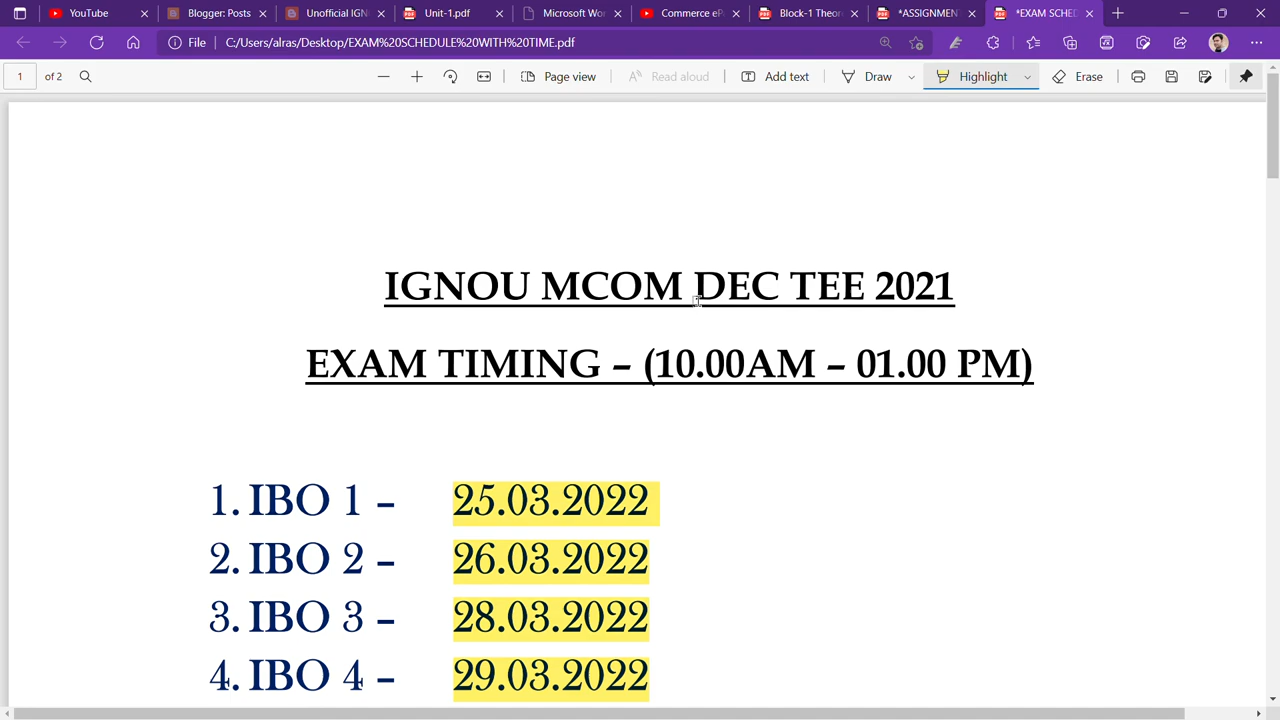 YouTube
Blogger: Posts
Unofficial IGN
Unit-1.pdf
Microsoft Wor
Commerce eP
Block-1 Theor
*ASSIGNMENT
*EXAM SCHED
File
C:/Users/alras/Desktop/EXAM%20SCHEDULE%20WITH%20TIME.pdf
1 of 2
Page view
Read aloud
Add text
Draw
Highlight
Erase
IGNOU MCOM DEC TEE 2021
EXAM TIMING – (10.00AM – 01.00 PM)
1. IBO 1 – 25.03.2022
2. IBO 2 – 26.03.2022
3. IBO 3 – 28.03.2022
4. IBO 4 – 29.03.2022